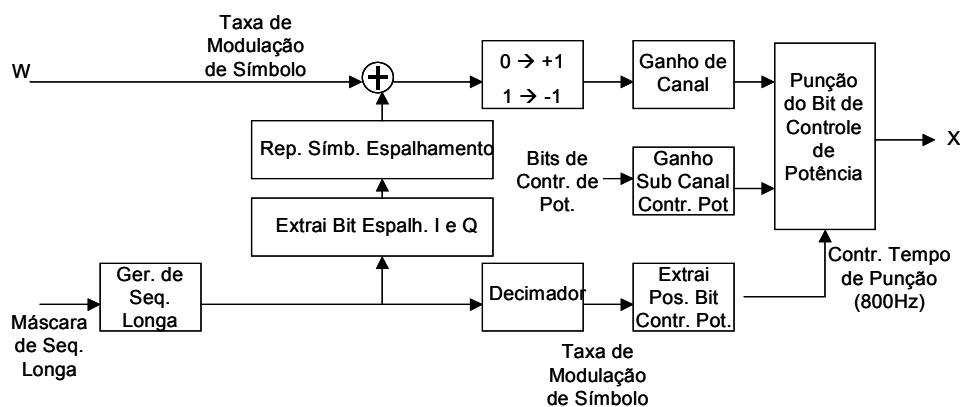 Taxa de
Modulação
de Símbolo
W
0 → +1
1 → -1
Ganho de
Canal
Punção
do Bit de
Controle
de
Potência
X
Rep. Símb. Espalhamento
Bits de
Contr. de
Pot.
Ganho
Sub Canal
Contr. Pot
Extrai Bit Espalh. I e Q
Contr. Tempo
de Punção
(800Hz)
Ger. de
Seq.
Longa
Decimador
Extrai
Pos. Bit
Contr. Pot.
Máscara
de Seq.
Longa
Taxa de
Modulação
de Símbolo